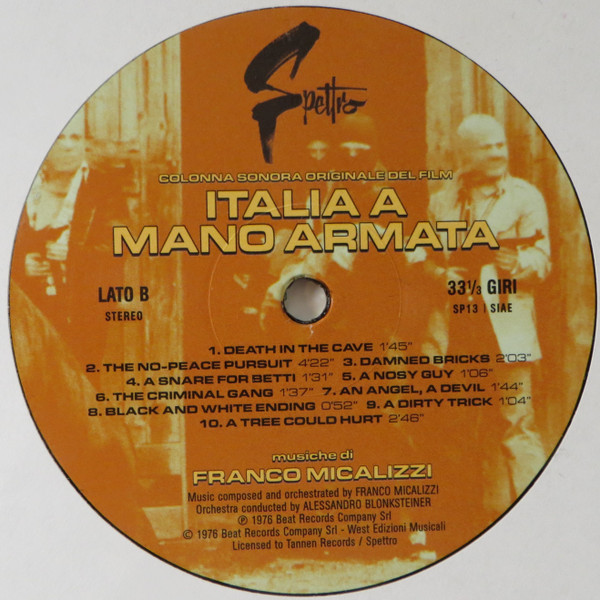 Spettro
COLONNA SONORA ORIGINALE DEL FILM
ITALIA A
MANO ARMATA
LATO B
STEREO
33⅓ GIRI
SP13 | SIAE
1. DEATH IN THE CAVE 1'45"
2. THE NO-PEACE PURSUIT 4'22" 3. DAMNED BRICKS 2'03"
4. A SNARE FOR BETTI 1'31" 5. A NOSY GUY 1'06"
6. THE CRIMINAL GANG 1'37" 7. AN ANGEL, A DEVIL 1'44"
8. BLACK AND WHITE ENDING 0'52" 9. A DIRTY TRICK 1'04"
10. A TREE COULD HURT 2'46"
musiche di
FRANCO MICALIZZI
Music composed and orchestrated by FRANCO MICALIZZI
Orchestra conducted by ALESSANDRO BLONKSTEINER
℗ 1976 Beat Records Company Srl
© 1976 Beat Records Company Srl - West Edizioni Musicali
Licensed to Tannen Records / Spettro